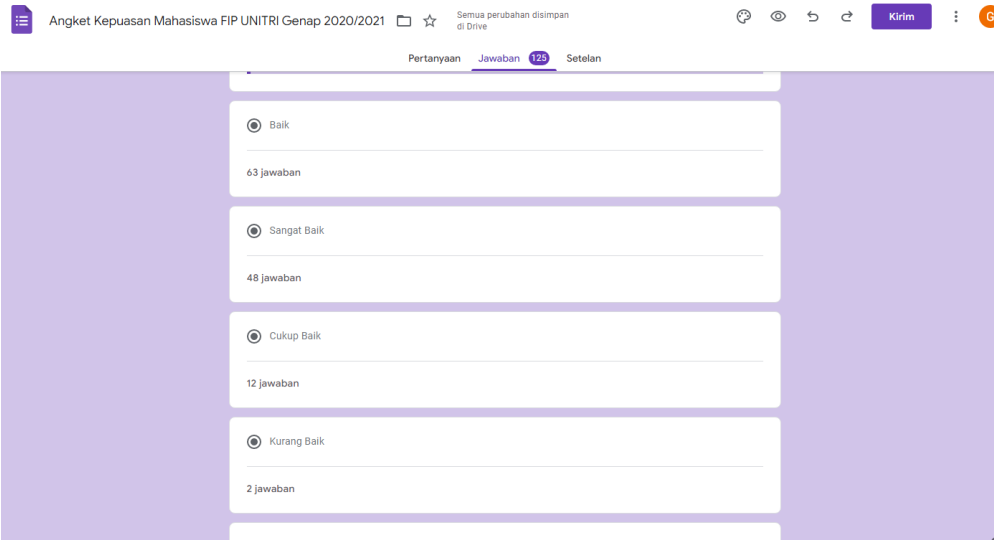 Angket Kepuasan Mahasiswa FIP UNITRI Genap 2020/2021
Semua perubahan disimpan
di Drive
Kirim
G
Pertanyaan Jawaban 125 Setelan
Baik
63 jawaban
Sangat Baik
48 jawaban
Cukup Baik
12 jawaban
Kurang Baik
2 jawaban